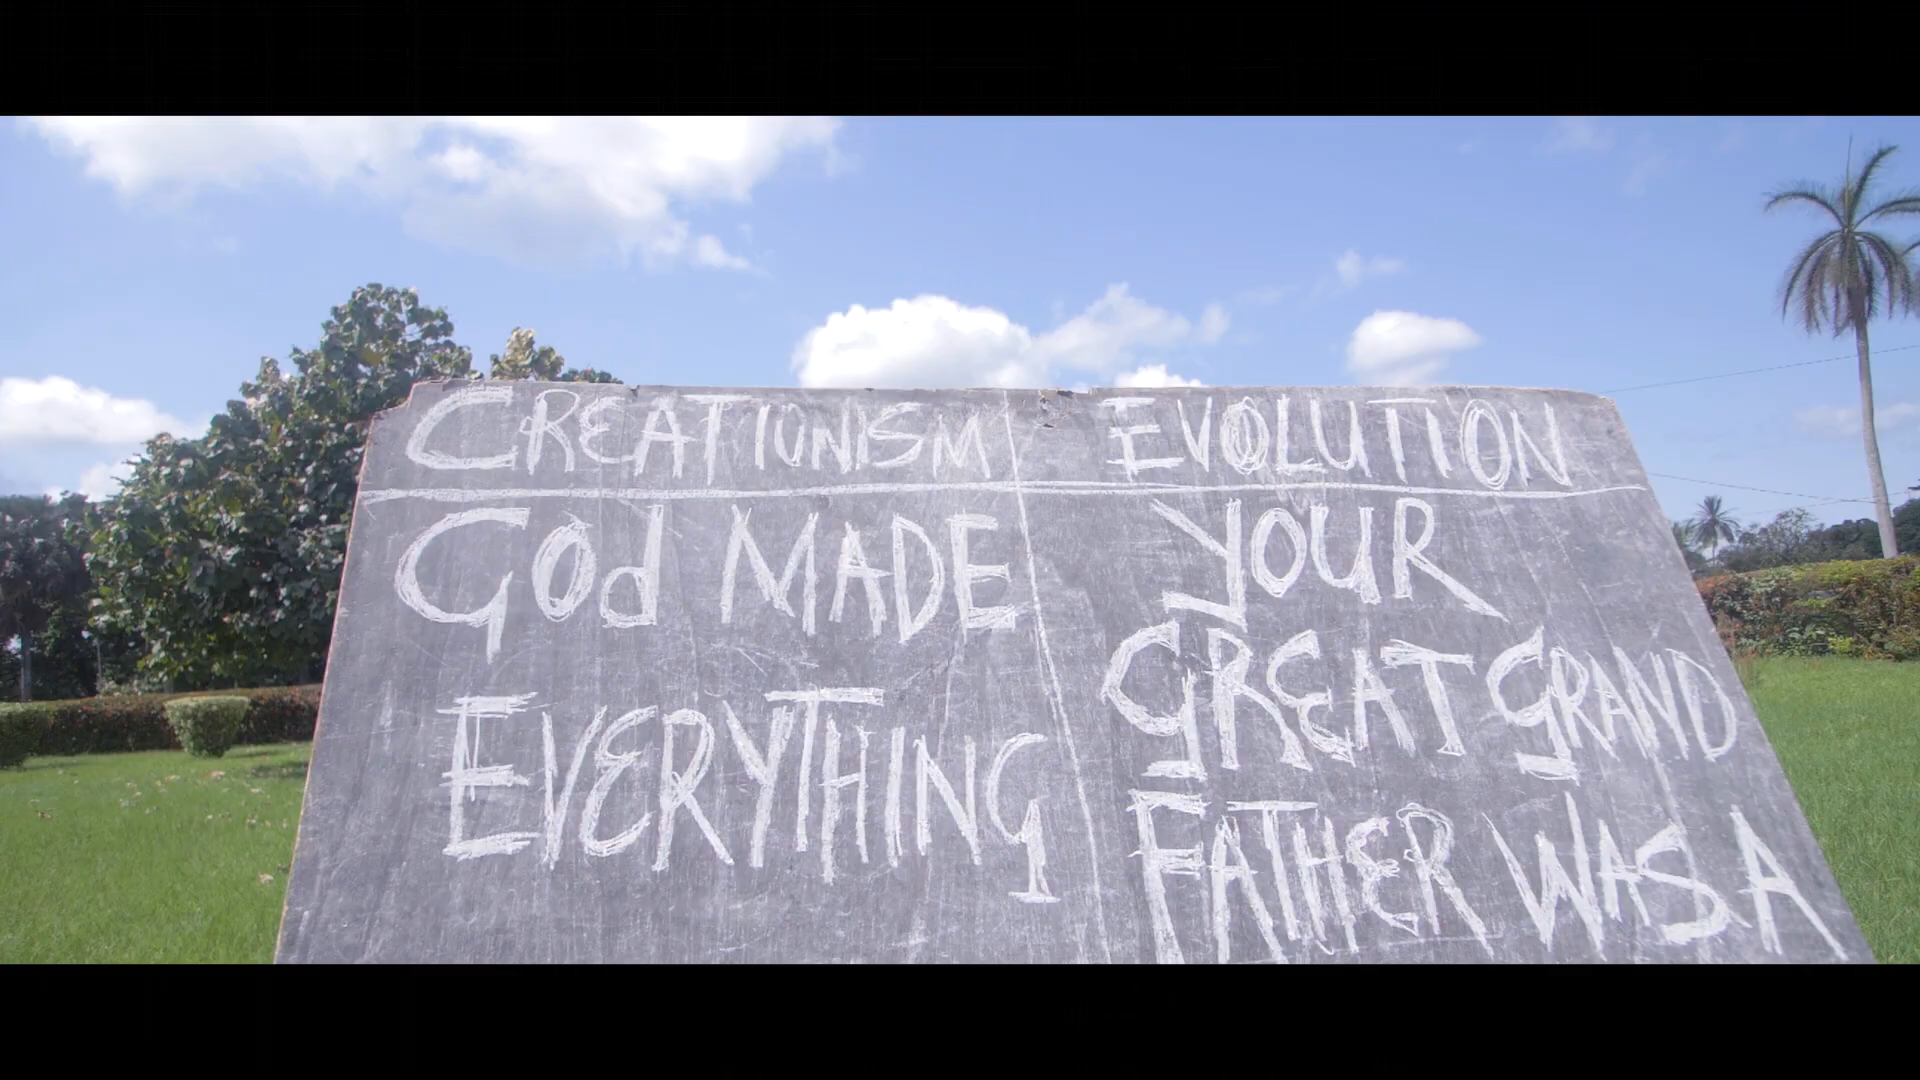 CREATIONISM
GOd MADE
EVERYTHING
EVOLUTION
YOUR
GREAT GRAND
FATHER WAS A